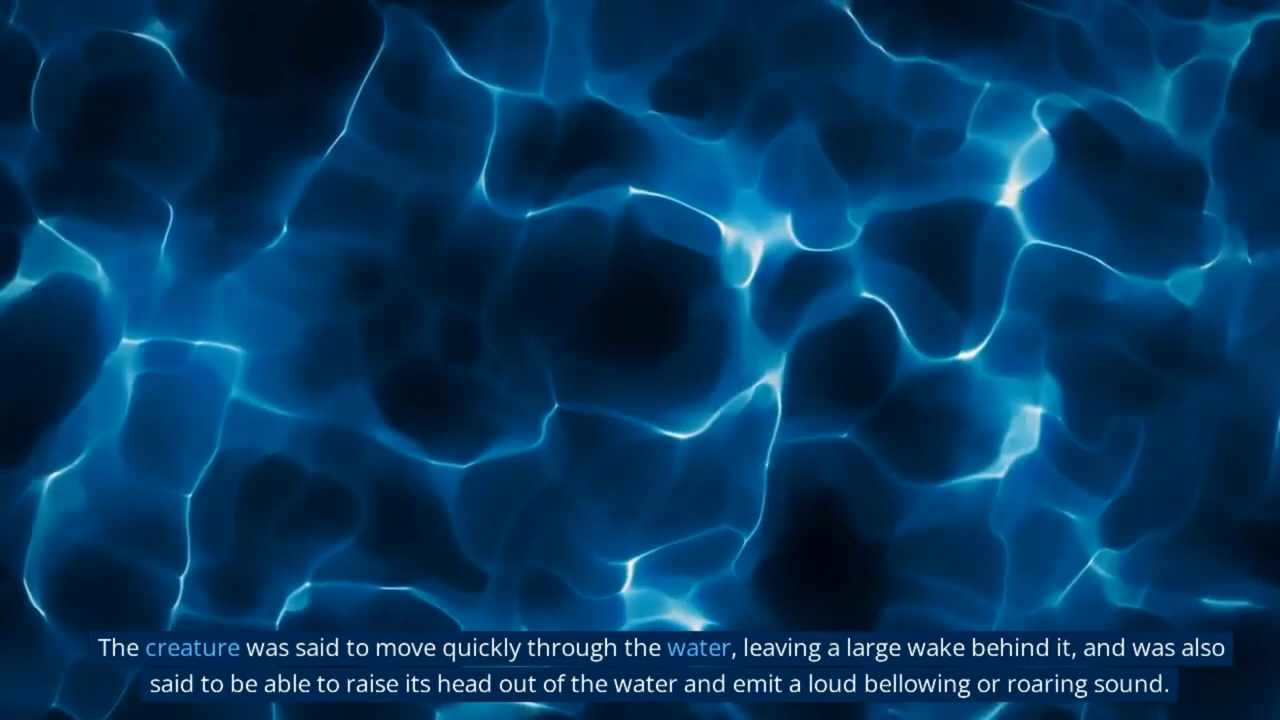 The creature was said to move quickly through the water, leaving a large wake behind it, and was also
said to be able to raise its head out of the water and emit a loud bellowing or roaring sound.